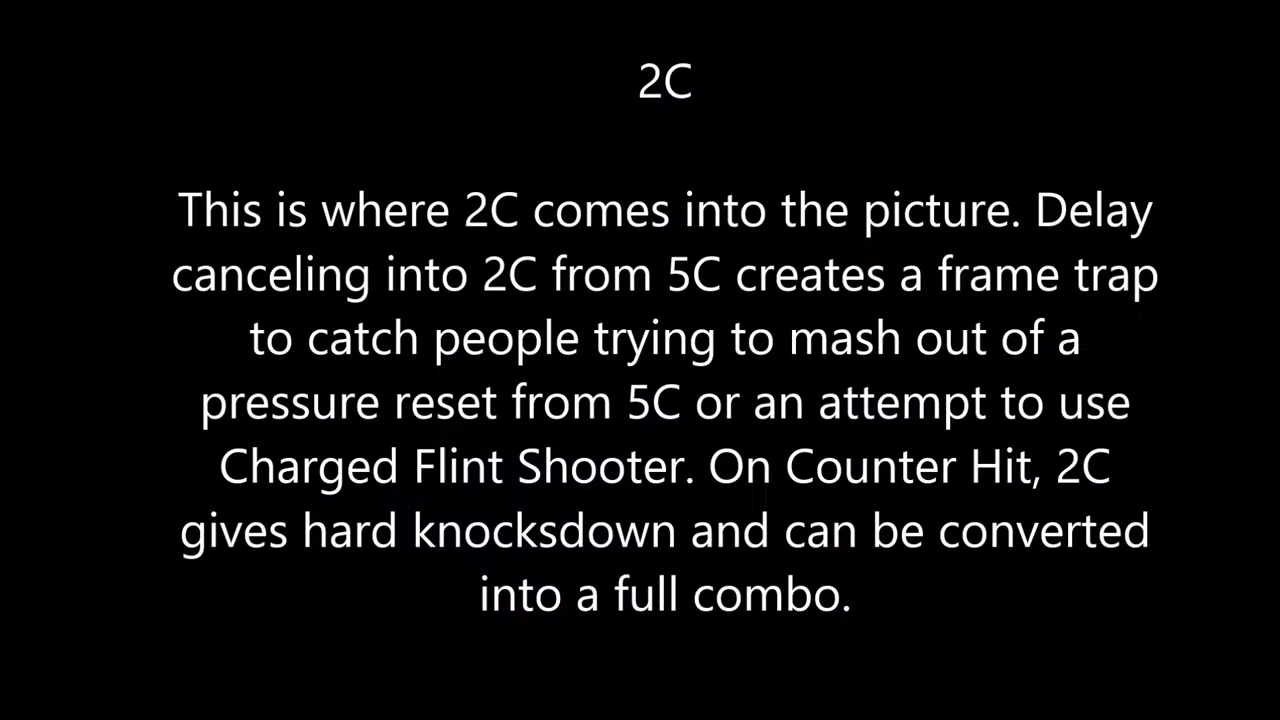 2C
This is where 2C comes into the picture. Delay
canceling into 2C from 5C creates a frame trap
to catch people trying to mash out of a
pressure reset from 5C or an attempt to use
Charged Flint Shooter. On Counter Hit, 2C
gives hard knocksdown and can be converted
into a full combo.